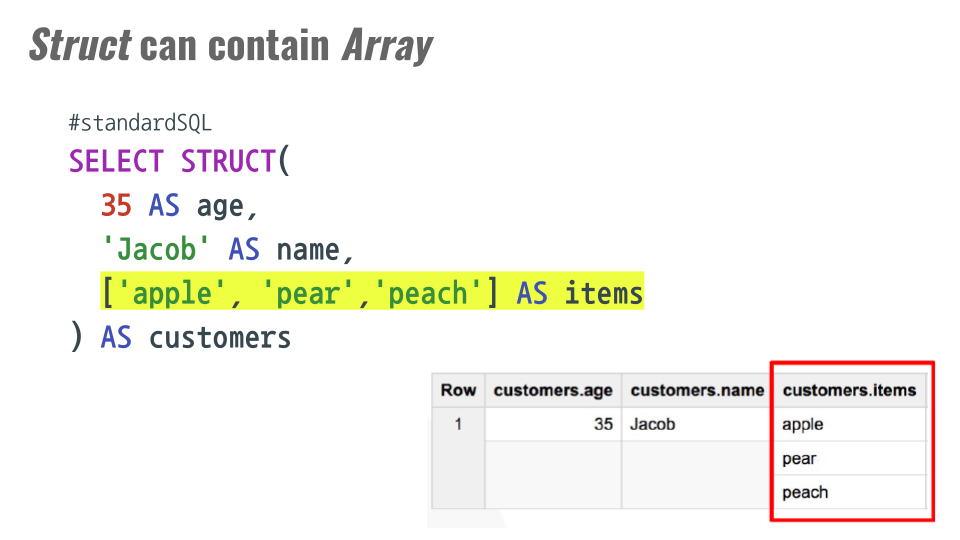 Struct can contain Array
#standardSQL
SELECT STRUCT(
35 AS age,
'Jacob' AS name,
['apple', 'pear','peach'] AS items
) AS customers
Row customers.age customers.name customers.items
1 35 Jacob apple
pear
peach